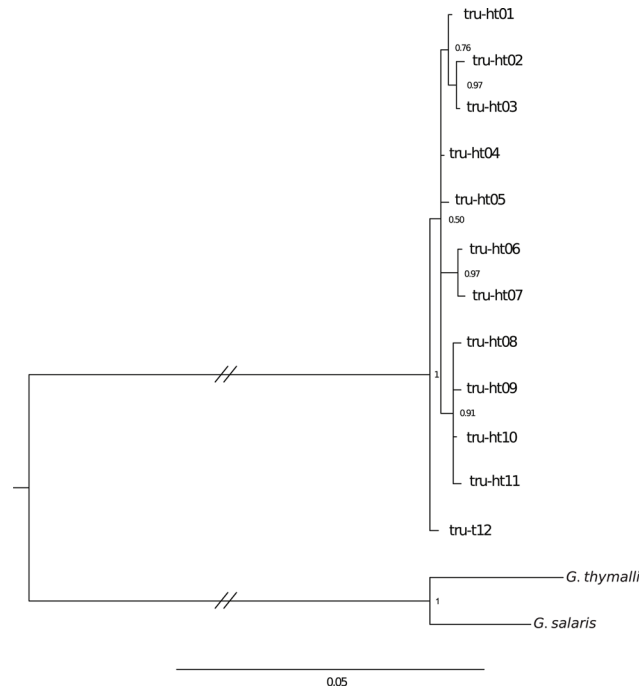 tru-ht01
0.76
tru-ht02
0.97
tru-ht03
tru-ht04
tru-ht05
0.50
tru-ht06
0.97
tru-ht07
tru-ht08
1
tru-ht09
0.91
tru-ht10
tru-ht11
tru-t12
G. thymalli
1
G. salaris
0.05